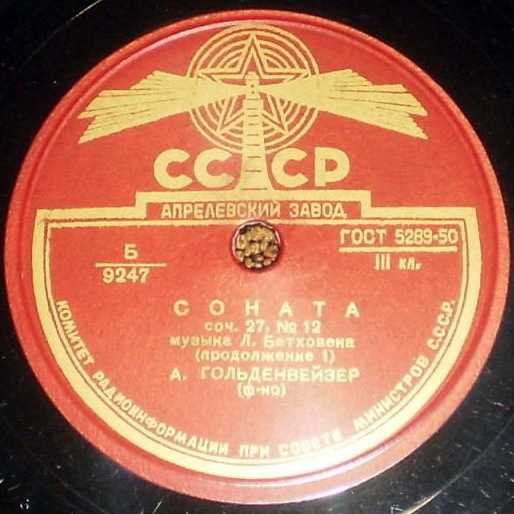 СССР
АПРЕЛЕВСКИЙ ЗАВОД
Б
9247
ГОСТ 5289-50
III кл.
СОНАТА
соч. 27, № 12
музыка Л. Бетховена
(продолжение 1)
А. ГОЛЬДЕНВЕЙЗЕР
(ф-но)
КОМИТЕТ РАДИОИНФОРМАЦИИ ПРИ СОВЕТЕ МИНИСТРОВ С.С.С.Р.